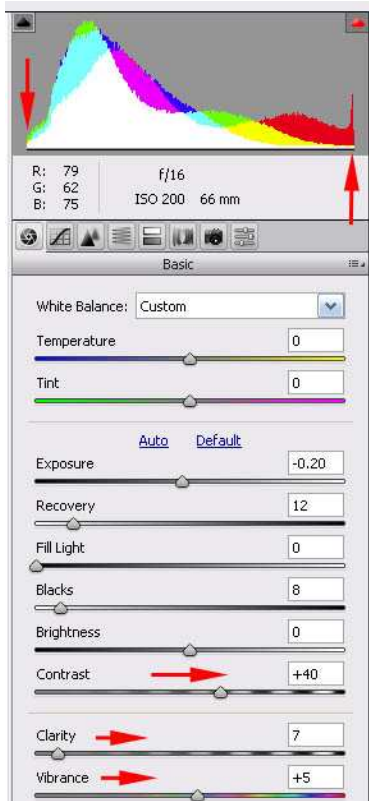 R: 79
G: 62
B: 75
f/16
ISO 200 66 mm
Basic
White Balance: Custom
Temperature 0
Tint 0
Auto Default
Exposure -0.20
Recovery 12
Fill Light 0
Blacks 8
Brightness 0
Contrast +40
Clarity 7
Vibrance +5